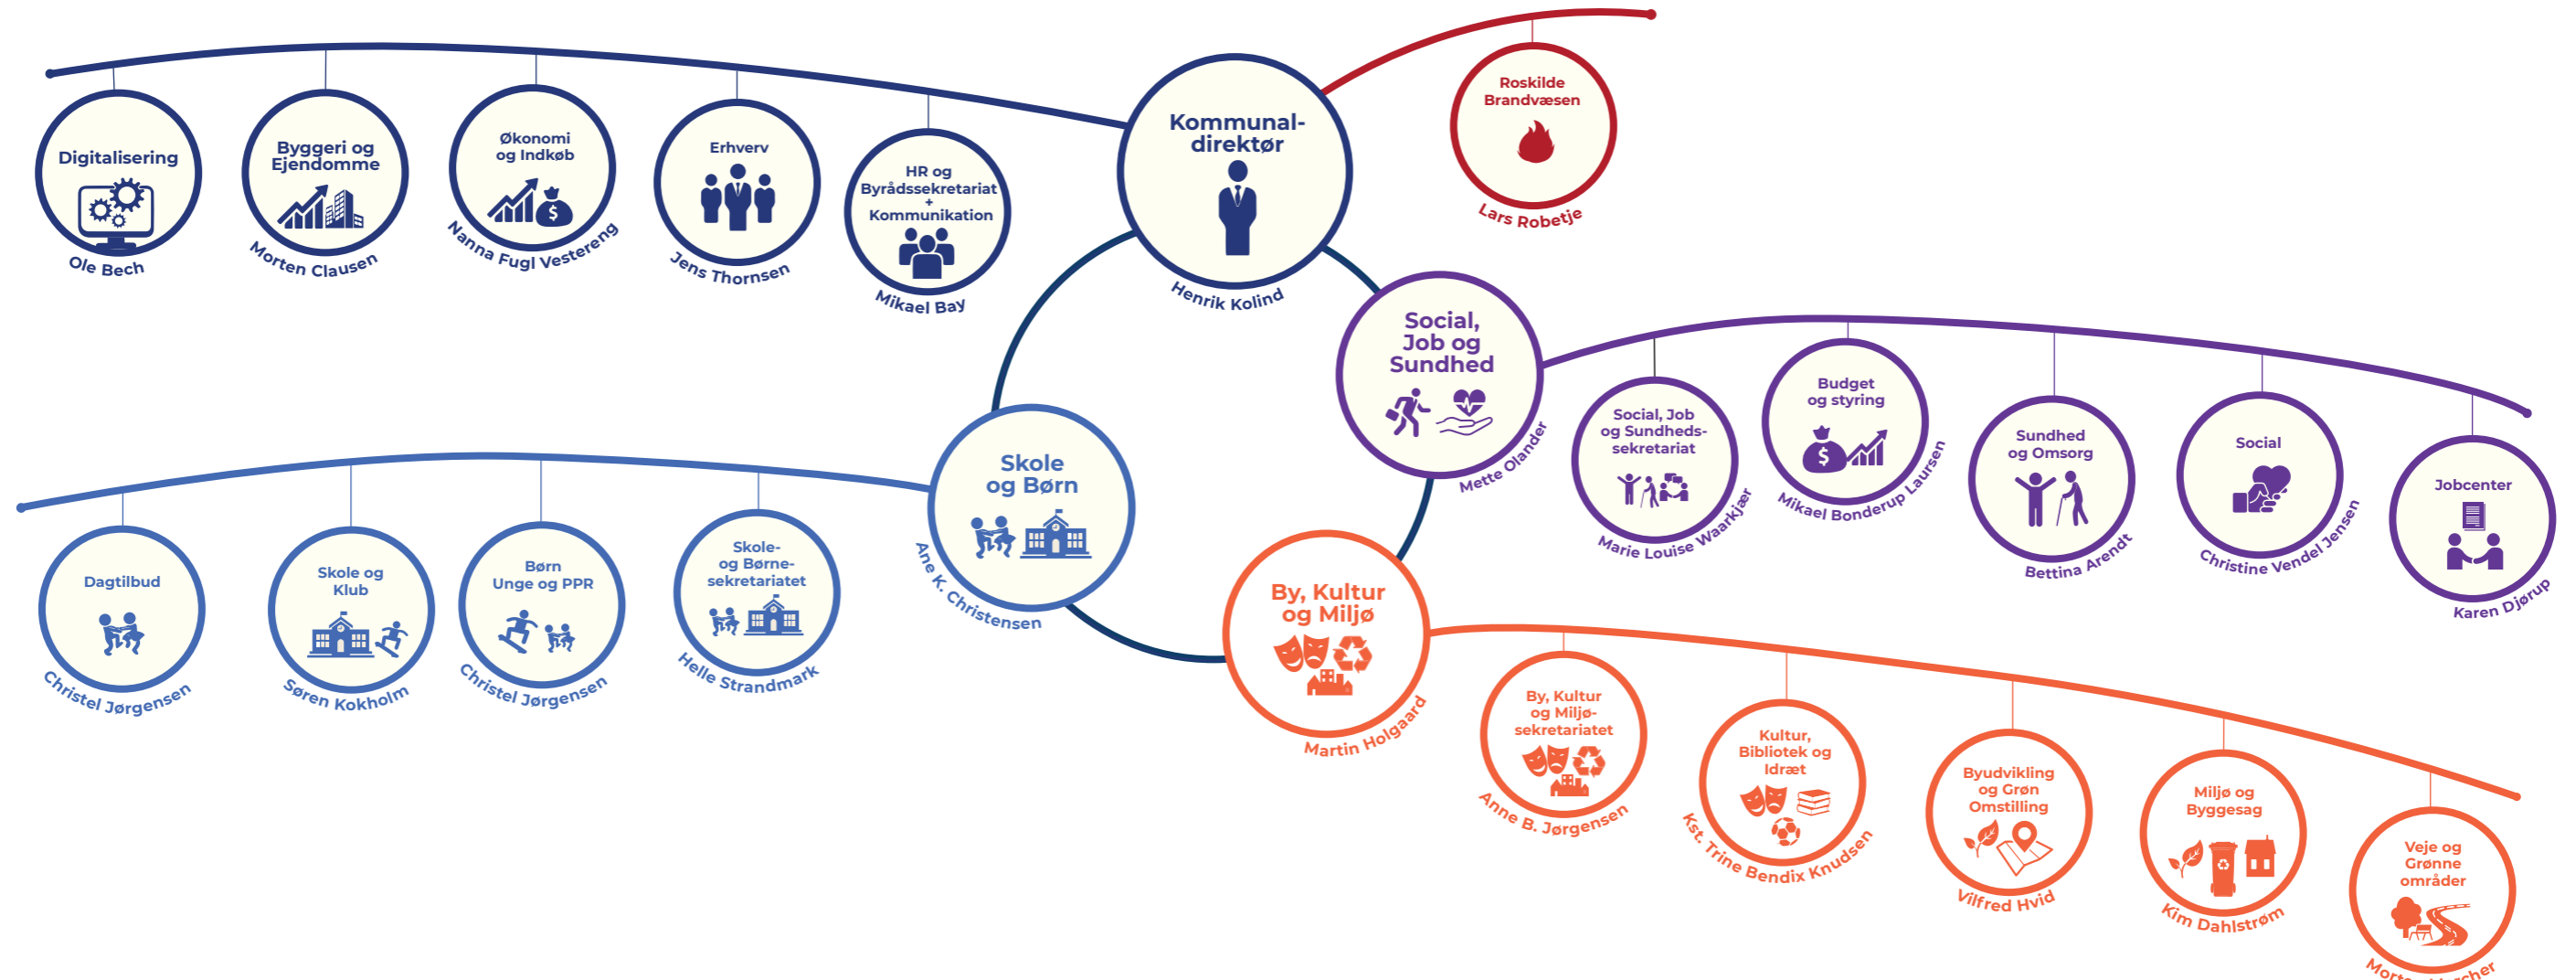 Digitalisering
Ole Bech
Byggeri og
Ejendomme
Morten Clausen
Økonomi
og Indkøb
Nanna Fugl Vestereng
Erhverv
Jens Thornsen
HR og
Byrådssekretariat
+
Kommunikation
Mikael Bay
Kommunal-
direktør
Henrik Kolind
Roskilde
Brandvæsen
Lars Robetje
Social,
Job og
Sundhed
Mette Olander
Social, Job
og Sundheds-
sekretariat
Marie Louise Waarkjær
Budget
og styring
Mikael Bonderup Laursen
Sundhed
og Omsorg
Bettina Arendt
Social
Christine Vendel Jensen
Jobcenter
Karen Djørup
Skole
og Børn
Ane K. Christensen
Dagtilbud
Christel Jørgensen
Skole og
Klub
Søren Kokholm
Børn
Unge og PPR
Christel Jørgensen
Skole-
og Børne-
sekretariatet
Helle Strandmark
By, Kultur
og Miljø
Martin Holgaard
By, Kultur
og Miljø-
sekretariatet
Anne B. Jørgensen
Kultur,
Bibliotek og
Idræt
Kst. Trine Bendix Knudsen
Byudvikling
og Grøn
Omstilling
Vilfred Hvid
Miljø og
Byggesag
Kim Dahlstrøm
Veje og
Grønne
områder